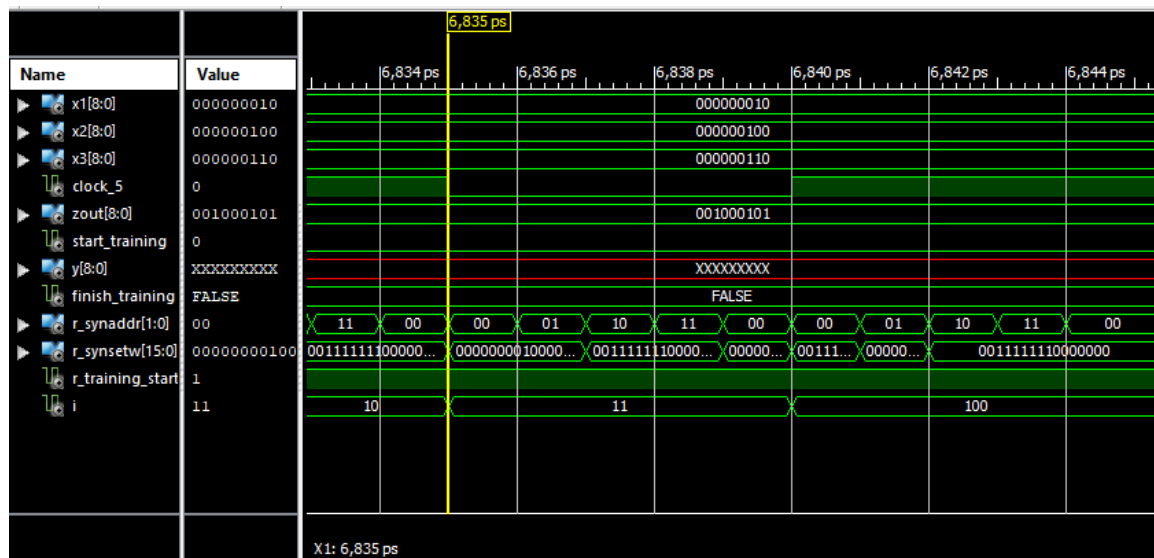 6,835 ps
Name Value 6,834 ps 6,836 ps 6,838 ps 6,840 ps 6,842 ps 6,844 ps
x1[8:0] 000000010 000000010
x2[8:0] 000000100 000000100
x3[8:0] 000000110 000000110
clock_5 0
zout[8:0] 001000101 001000101
start_training 0
y[8:0] XXXXXXXXX XXXXXXXXX
finish_training FALSE FALSE
r_synaddr[1:0] 00 11 00 00 01 10 11 00 00 01 10 11 00
r_synsetw[15:0] 00000000100 00111111100000... 0000000010000... 0011111110000... 00000... 00111... 00000... 0011111110000000
r_training_start 1
i 11 10 11 100
X1: 6,835 ps